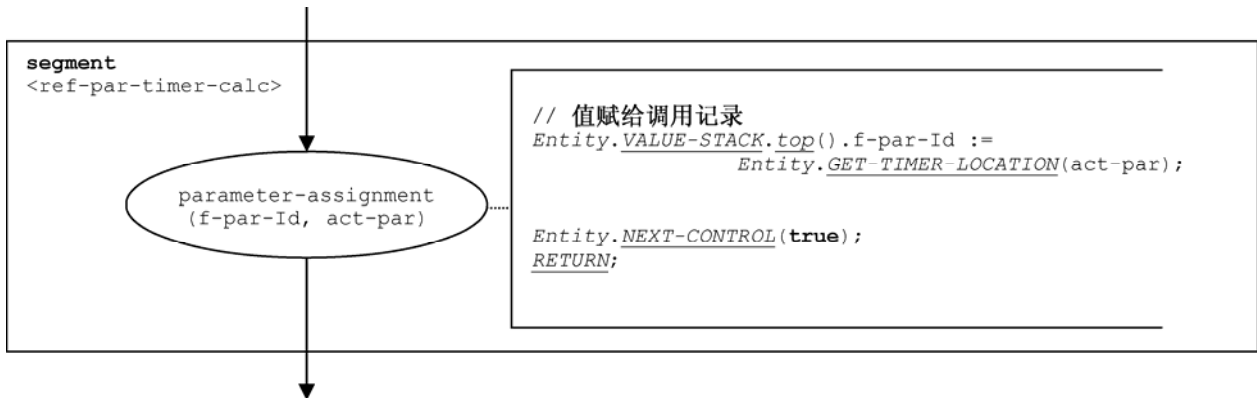 segment
<ref-par-timer-calc>
parameter-assignment
(f-par-Id, act-par)
// 值赋给调用记录
Entity.VALUE-STACK.top().f-par-Id :=
Entity.GET-TIMER-LOCATION(act-par);
Entity.NEXT-CONTROL(true);
RETURN;